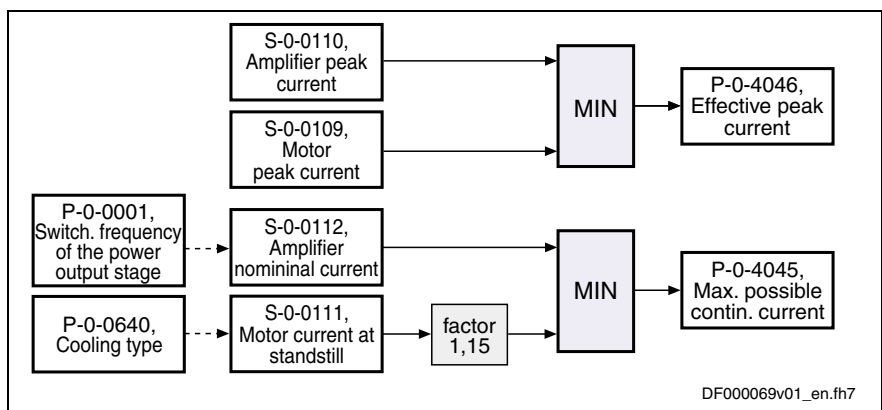 S-0-0110,
Amplifier peak
current
MIN
P-0-4046,
Effective peak
current
S-0-0109,
Motor
peak current
P-0-0001,
Switch. frequency
of the power
output stage
S-0-0112,
Amplifier
nomininal current
MIN
P-0-4045,
Max. possible
contin. current
P-0-0640,
Cooling type
S-0-0111,
Motor current at
standstill
factor
1,15
DF000069v01_en.fh7